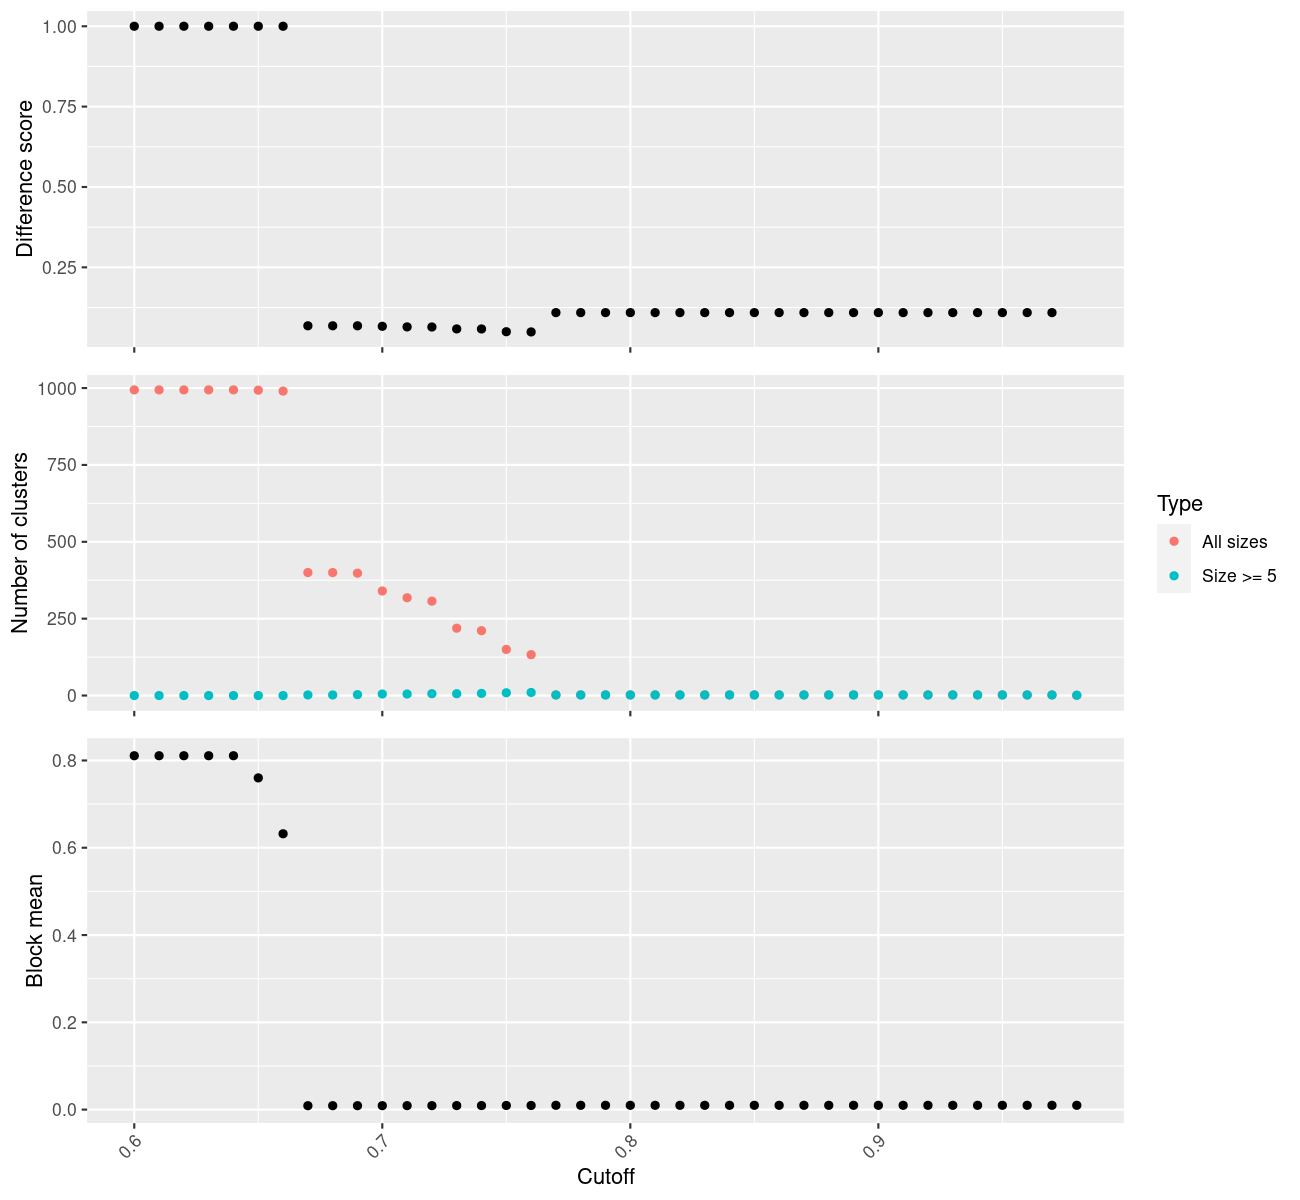 1.00
0.75
0.50
0.25
Difference score
1000
750
500
250
0
Number of clusters
Type
All sizes
Size >= 5
0.8
0.6
0.4
0.2
0.0
Block mean
0.6 0.7 0.8 0.9
Cutoff